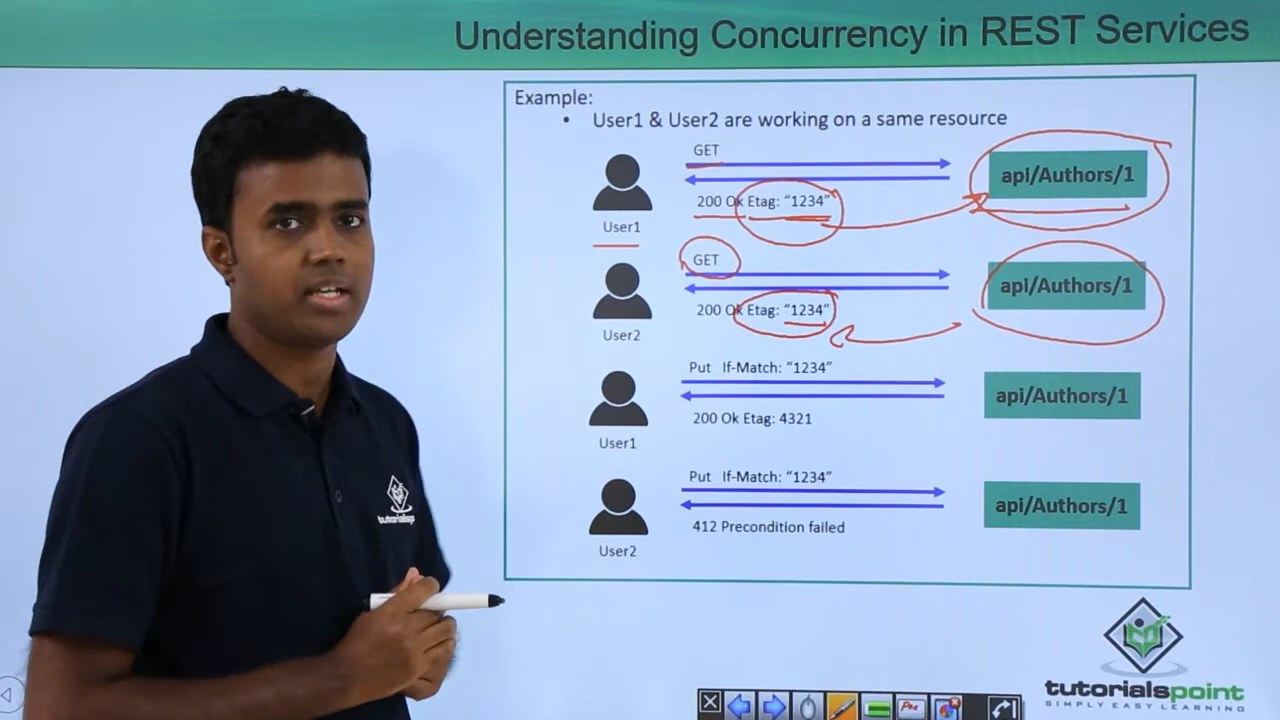 Understanding Concurrency in REST Services
Example:
• User1 & User2 are working on a same resource
GET
api/Authors/1
200 Ok Etag: “1234”
User1
GET
api/Authors/1
200 Ok Etag: “1234”
User2
Put If-Match: “1234”
api/Authors/1
200 Ok Etag: 4321
User1
Put If-Match: “1234”
api/Authors/1
412 Precondition failed
User2
tutorialspoint
SIMPLY EASY LEARNING